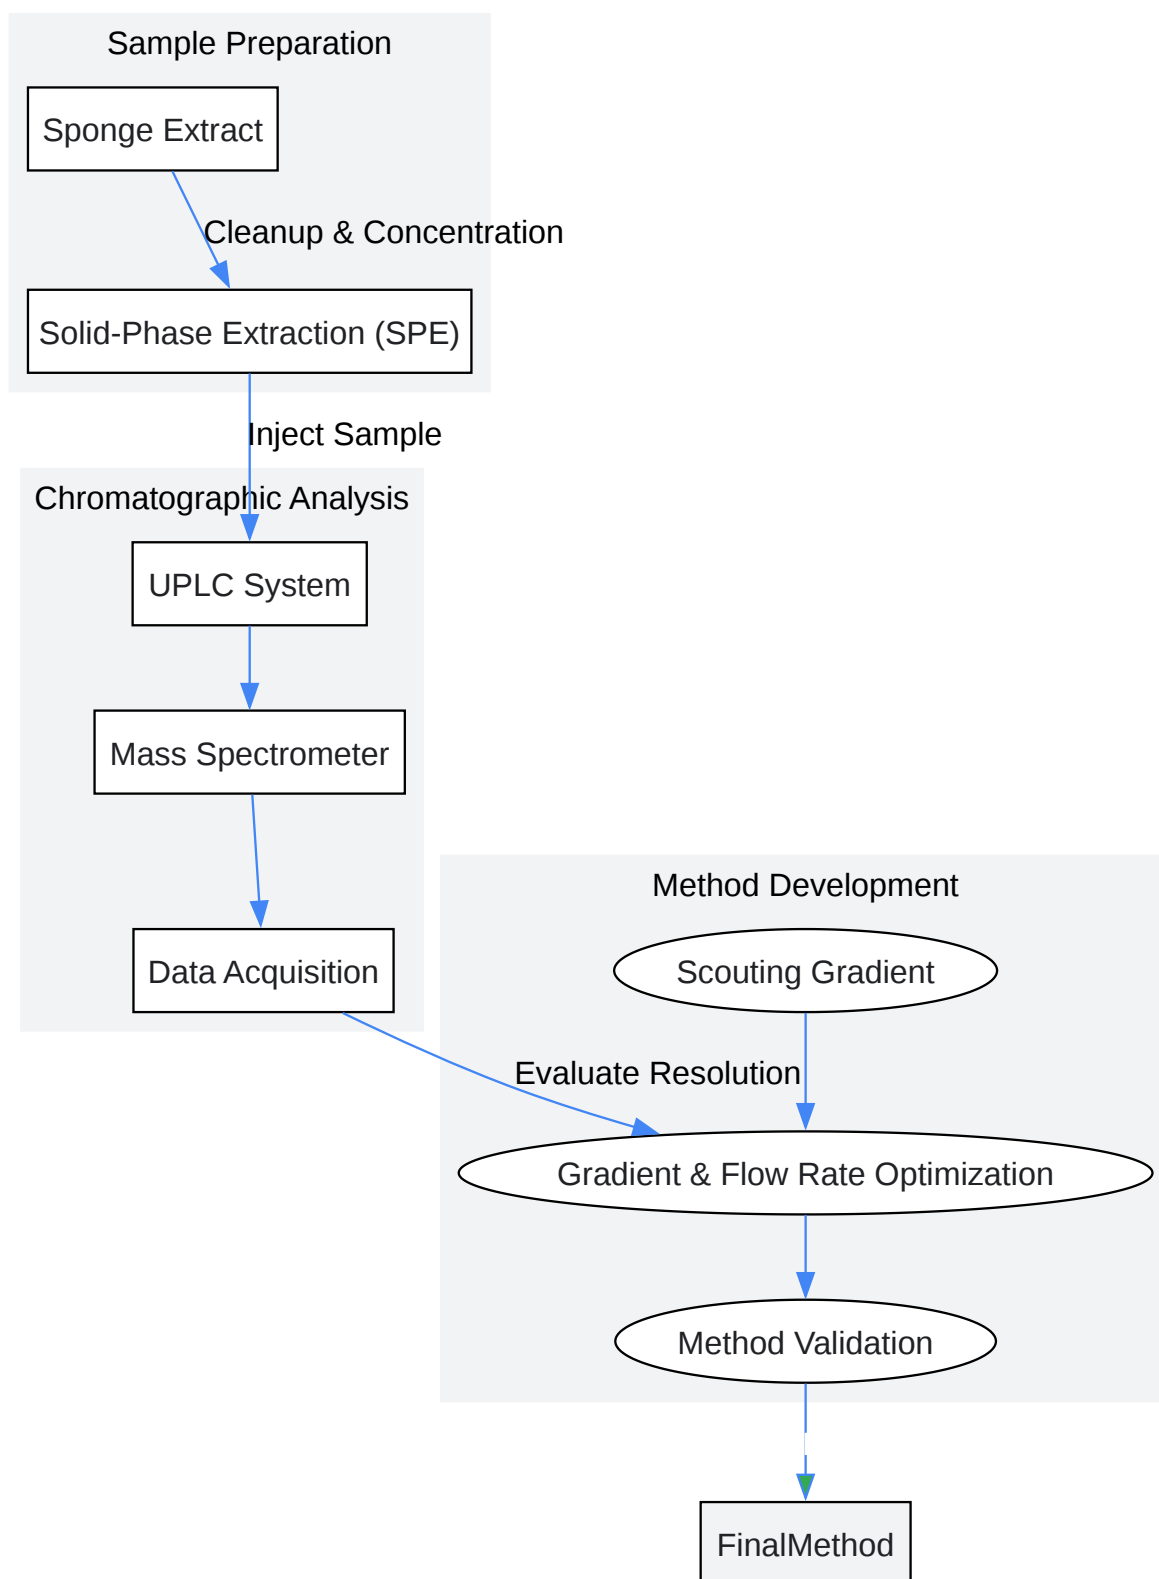 Sample Preparation
Sponge Extract
Cleanup & Concentration
Solid-Phase Extraction (SPE)
Inject Sample
Chromatographic Analysis
UPLC System
Mass Spectrometer
Data Acquisition
Method Development
Scouting Gradient
Evaluate Resolution
Gradient & Flow Rate Optimization
Method Validation
FinalMethod